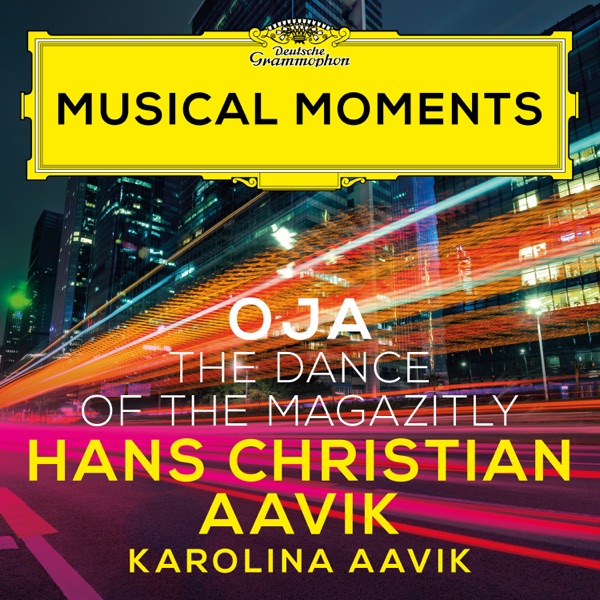 Deutsche
Grammophon
MUSICAL MOMENTS
OJA
THE DANCE
OF THE MAGAZITLY
HANS CHRISTIAN
AAVIK
KAROLINA AAVIK